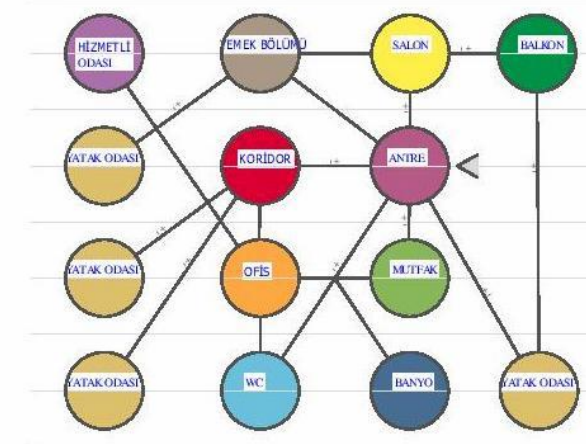 HİZMETLİ
ODASI
YEMEK BÖLÜMÜ
SALON
BALKON
YATAK ODASI
KORİDOR
ANTRE
YATAK ODASI
OFİS
MUTFAK
YATAK ODASI
WC
BANYO
YATAK ODASI